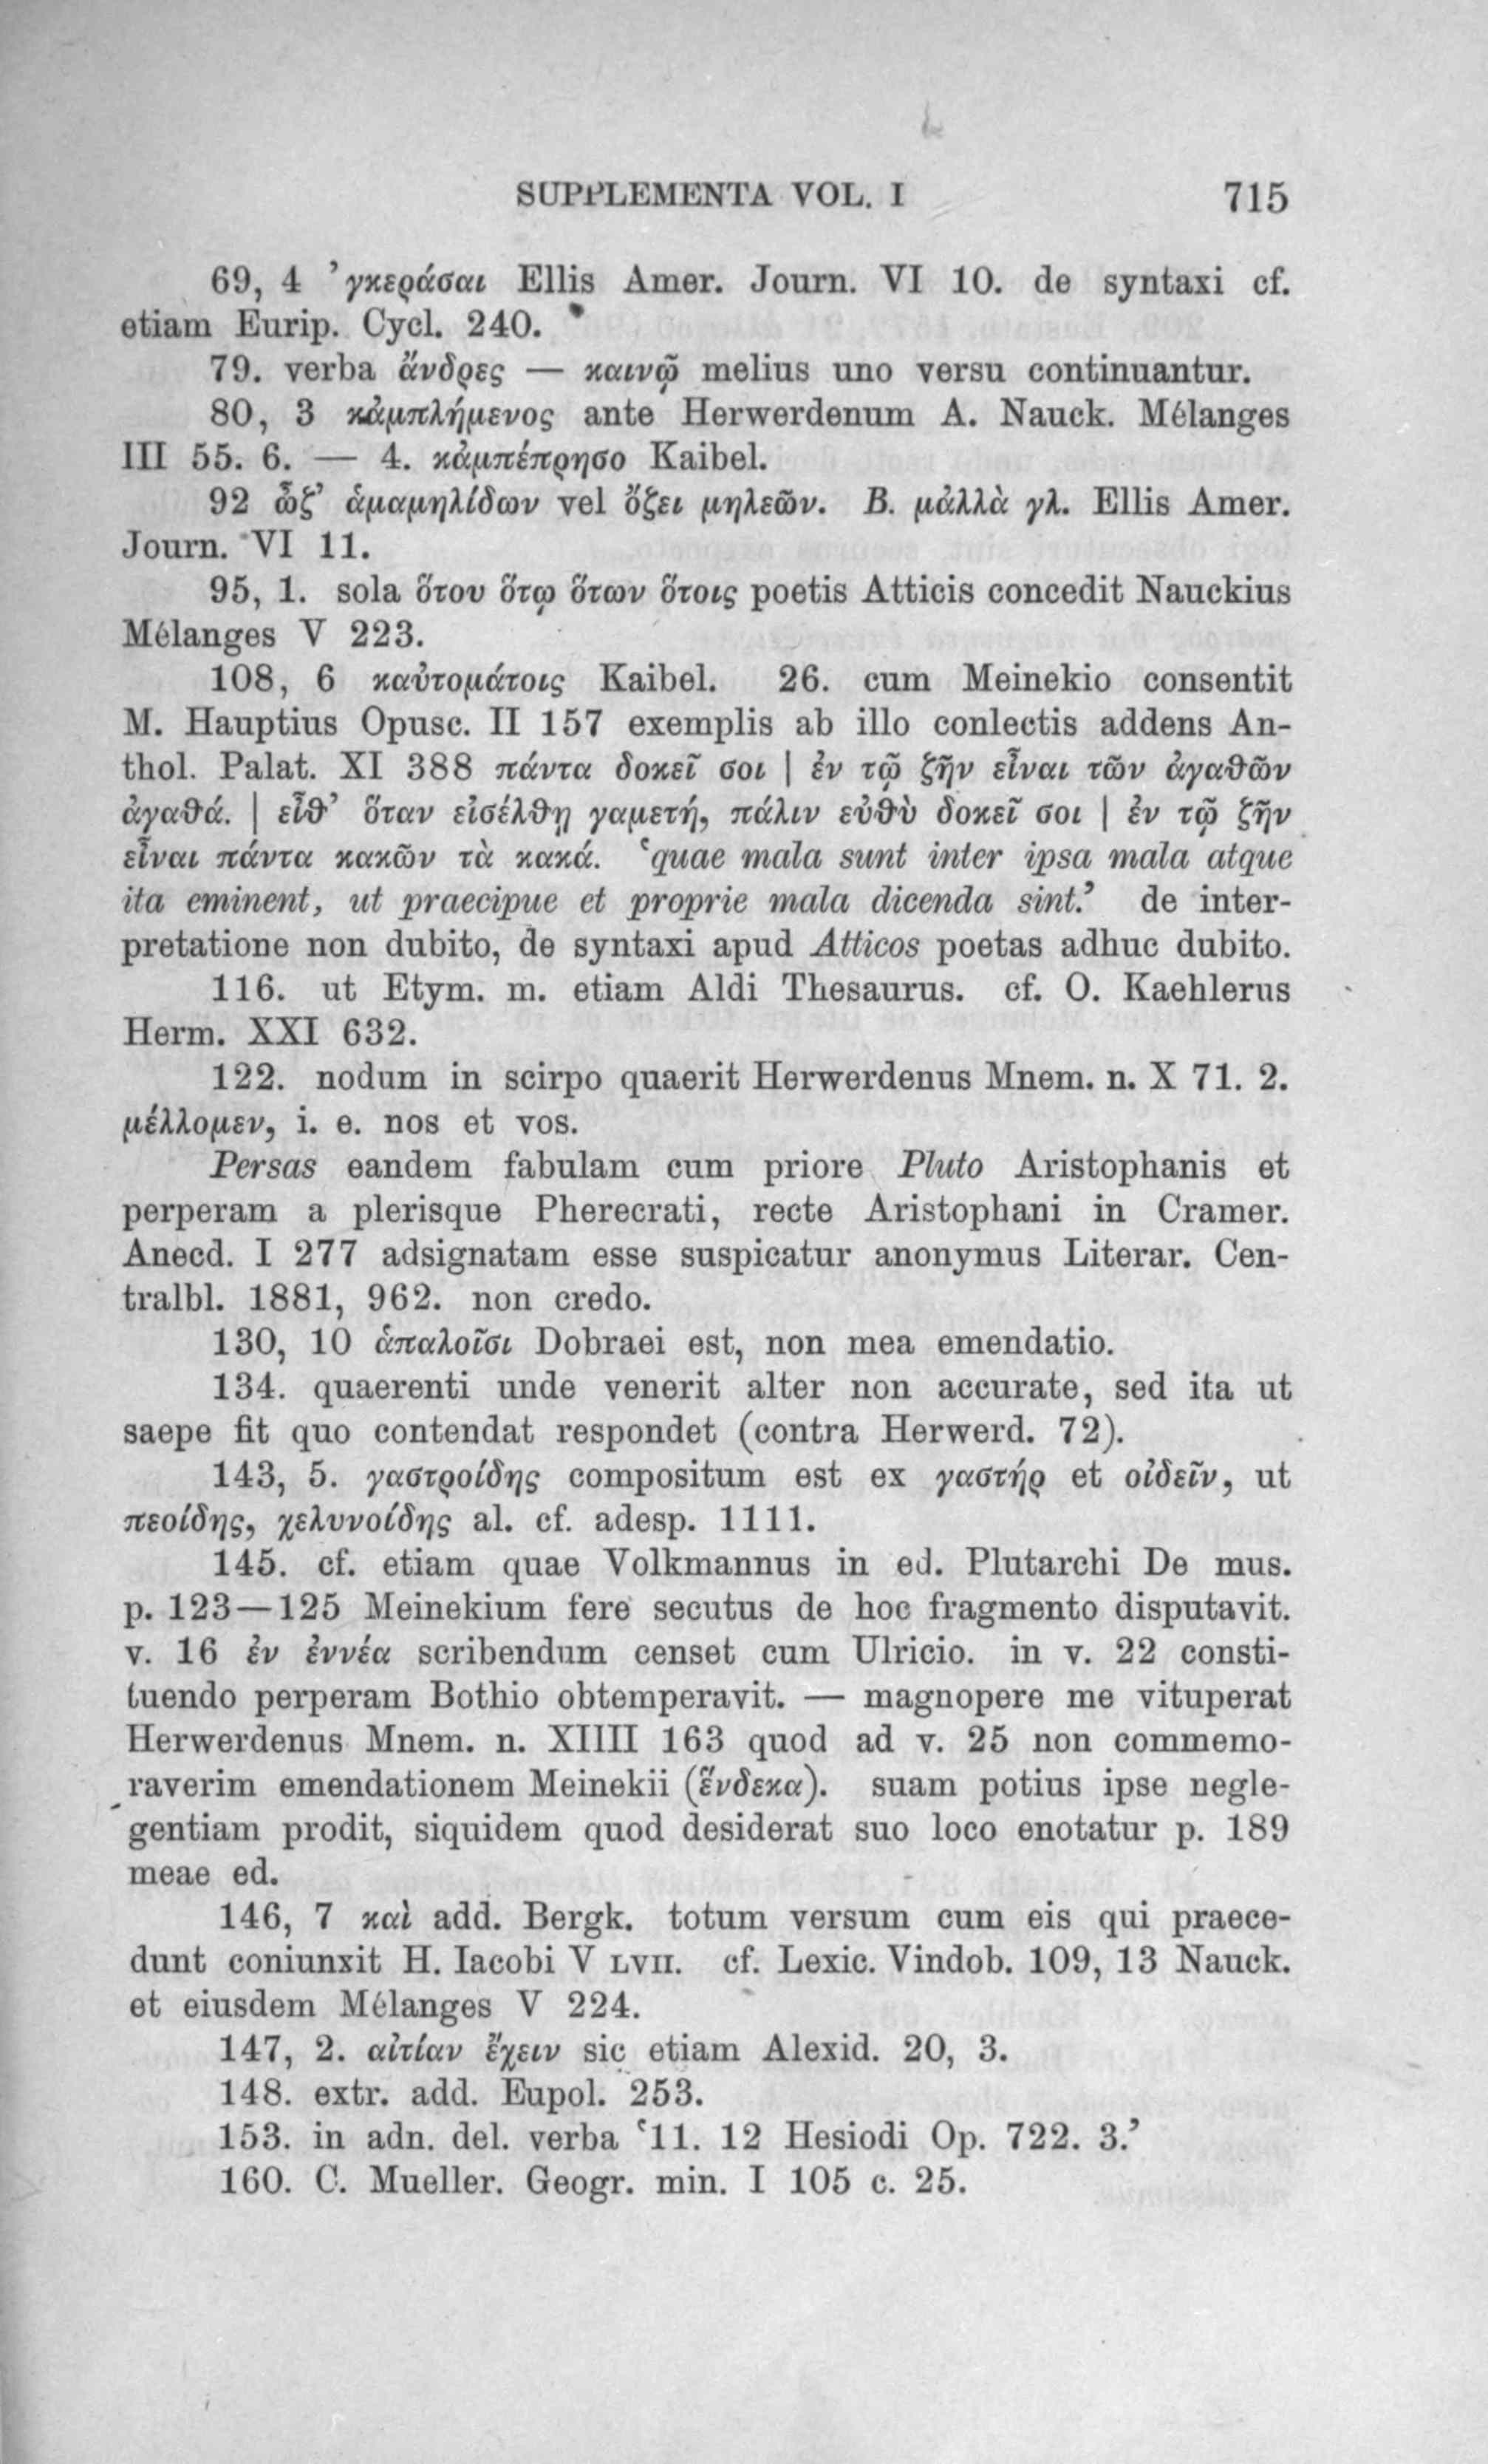 SUPPLEMENTA VOL. I 715
69, 4 ’γκεράσαι Ellis Amer. Journ. VI 10. de syntaxi cf.
etiam Eurip. Cycl. 240.
79. verba ἄνδρες — καινῷ melius uno versu continuantur.
80, 3 κἀμπλήμενος ante Herwerdenum A. Nauck. Mélanges
III 55. 6. — 4. κἀμπέπρησο Kaibel.
92 ὦζ’ ἁμαμηλίδων vel ὄζει μηλεῶν. B. μἀλλὰ γλ. Ellis Amer.
Journ. VI 11.
95, 1. sola ὅτου ὅτῳ ὅτων ὅτοις poetis Atticis concedit Nauckius
Mélanges V 223.
108, 6 καὐτομάτοις Kaibel. 26. cum Meinekio consentit
M. Hauptius Opusc. II 157 exemplis ab illo conlectis addens An-
thol. Palat. XI 388 πάντα δοκεῖ σοι | ἐν τῷ ζῆν εἶναι τῶν ἀγαθῶν
ἀγαθά. | εἶθ’ ὅταν εἰσέλθῃ γαμετή, πάλιν εὐθὺ δοκεῖ σοι | ἐν τῷ ζῆν
εἶναι πάντα κακῶν τὰ κακά. ‘quae mala sunt inter ipsa mala atque
ita eminent, ut praecipue et proprie mala dicenda sint.’ de inter-
pretatione non dubito, de syntaxi apud Atticos poetas adhuc dubito.
116. ut Etym. m. etiam Aldi Thesaurus. cf. O. Kaehlerus
Herm. XXI 632.
122. nodum in scirpo quaerit Herwerdenus Mnem. n. X 71. 2.
μέλλομεν, i. e. nos et vos.
Persas eandem fabulam cum priore Pluto Aristophanis et
perperam a plerisque Pherecrati, recte Aristophani in Cramer.
Anecd. I 277 adsignatam esse suspicatur anonymus Literar. Cen-
tralbl. 1881, 962. non credo.
130, 10 ἁπαλοῖσι Dobraei est, non mea emendatio.
134. quaerenti unde venerit alter non accurate, sed ita ut
saepe fit quo contendat respondet (contra Herwerd. 72).
143, 5. γαστροίδης compositum est ex γαστήρ et οἰδεῖν, ut
πεοίδης, χελυνοίδης al. cf. adesp. 1111.
145. cf. etiam quae Volkmannus in ed. Plutarchi De mus.
p. 123—125 Meinekium fere secutus de hoc fragmento disputavit.
v. 16 ἐν ἐννέα scribendum censet cum Ulricio. in v. 22 consti-
tuendo perperam Bothio obtemperavit. — magnopere me vituperat
Herwerdenus Mnem. n. XIIII 163 quod ad v. 25 non commemo-
raverim emendationem Meinekii (ἕνδεκα). suam potius ipse negle-
gentiam prodit, siquidem quod desiderat suo loco enotatur p. 189
meae ed.
146, 7 καὶ add. Bergk. totum versum cum eis qui praece-
dunt coniunxit H. Iacobi V LVII. cf. Lexic. Vindob. 109, 13 Nauck.
et eiusdem Mélanges V 224.
147, 2. αἰτίαν ἔχειν sic etiam Alexid. 20, 3.
148. extr. add. Eupol. 253.
153. in adn. del. verba ‘11. 12 Hesiodi Op. 722. 3.’
160. C. Mueller. Geogr. min. I 105 c. 25.